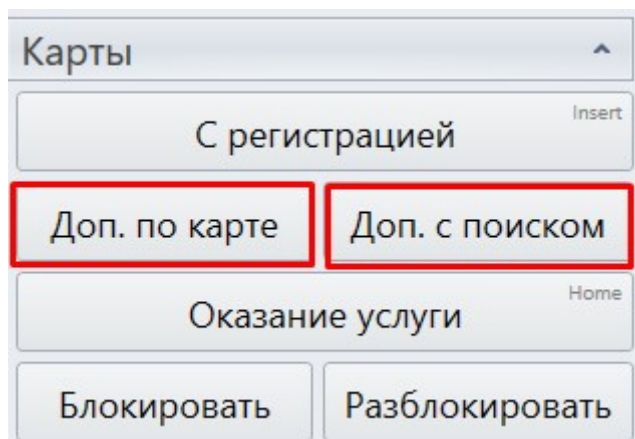 Карты
Insert
С регистрацией
Доп. по карте
Доп. с поиском
Home
Оказание услуги
Блокировать
Разблокировать